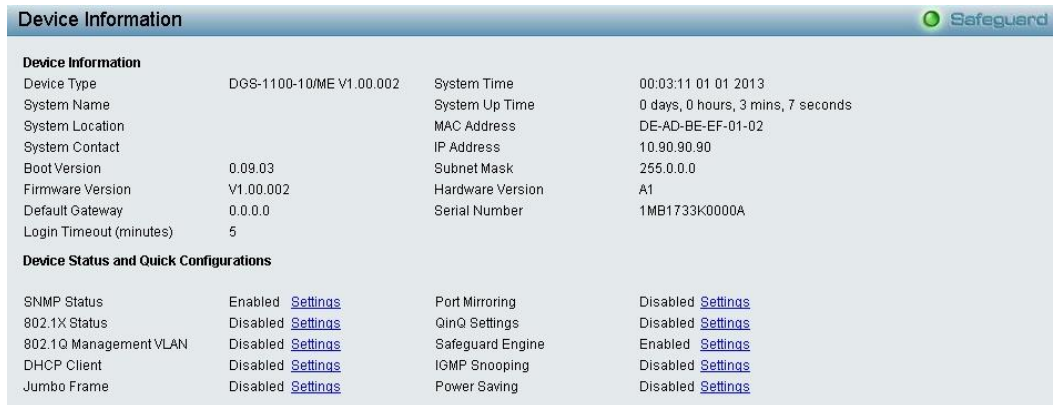 Device Information
Safeguard
Device Information
Device Type DGS-1100-10/ME V1.00.002 System Time 00:03:11 01 01 2013
System Name System Up Time 0 days, 0 hours, 3 mins, 7 seconds
System Location MAC Address DE-AD-BE-EF-01-02
System Contact IP Address 10.90.90.90
Boot Version 0.09.03 Subnet Mask 255.0.0.0
Firmware Version V1.00.002 Hardware Version A1
Default Gateway 0.0.0.0 Serial Number 1MB1733K0000A
Login Timeout (minutes) 5
Device Status and Quick Configurations
SNMP Status Enabled Settings Port Mirroring Disabled Settings
802.1X Status Disabled Settings QinQ Settings Disabled Settings
802.1Q Management VLAN Disabled Settings Safeguard Engine Enabled Settings
DHCP Client Disabled Settings IGMP Snooping Disabled Settings
Jumbo Frame Disabled Settings Power Saving Disabled Settings